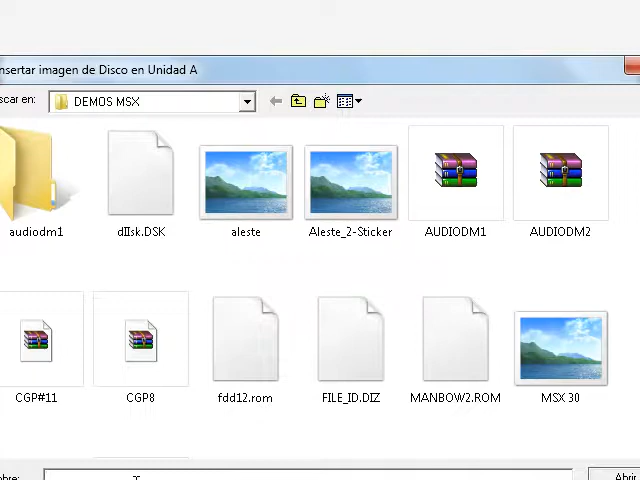 nsertar imagen de Disco en Unidad A
scar en: DEMOS MSX
audiodm1 dIIsk.DSK aleste Aleste_2-Sticker AUDIODM1 AUDIODM2
CGP#11 CGP8 fdd12.rom FILE_ID.DIZ MANBOW2.ROM MSX 30
bre: Abrir